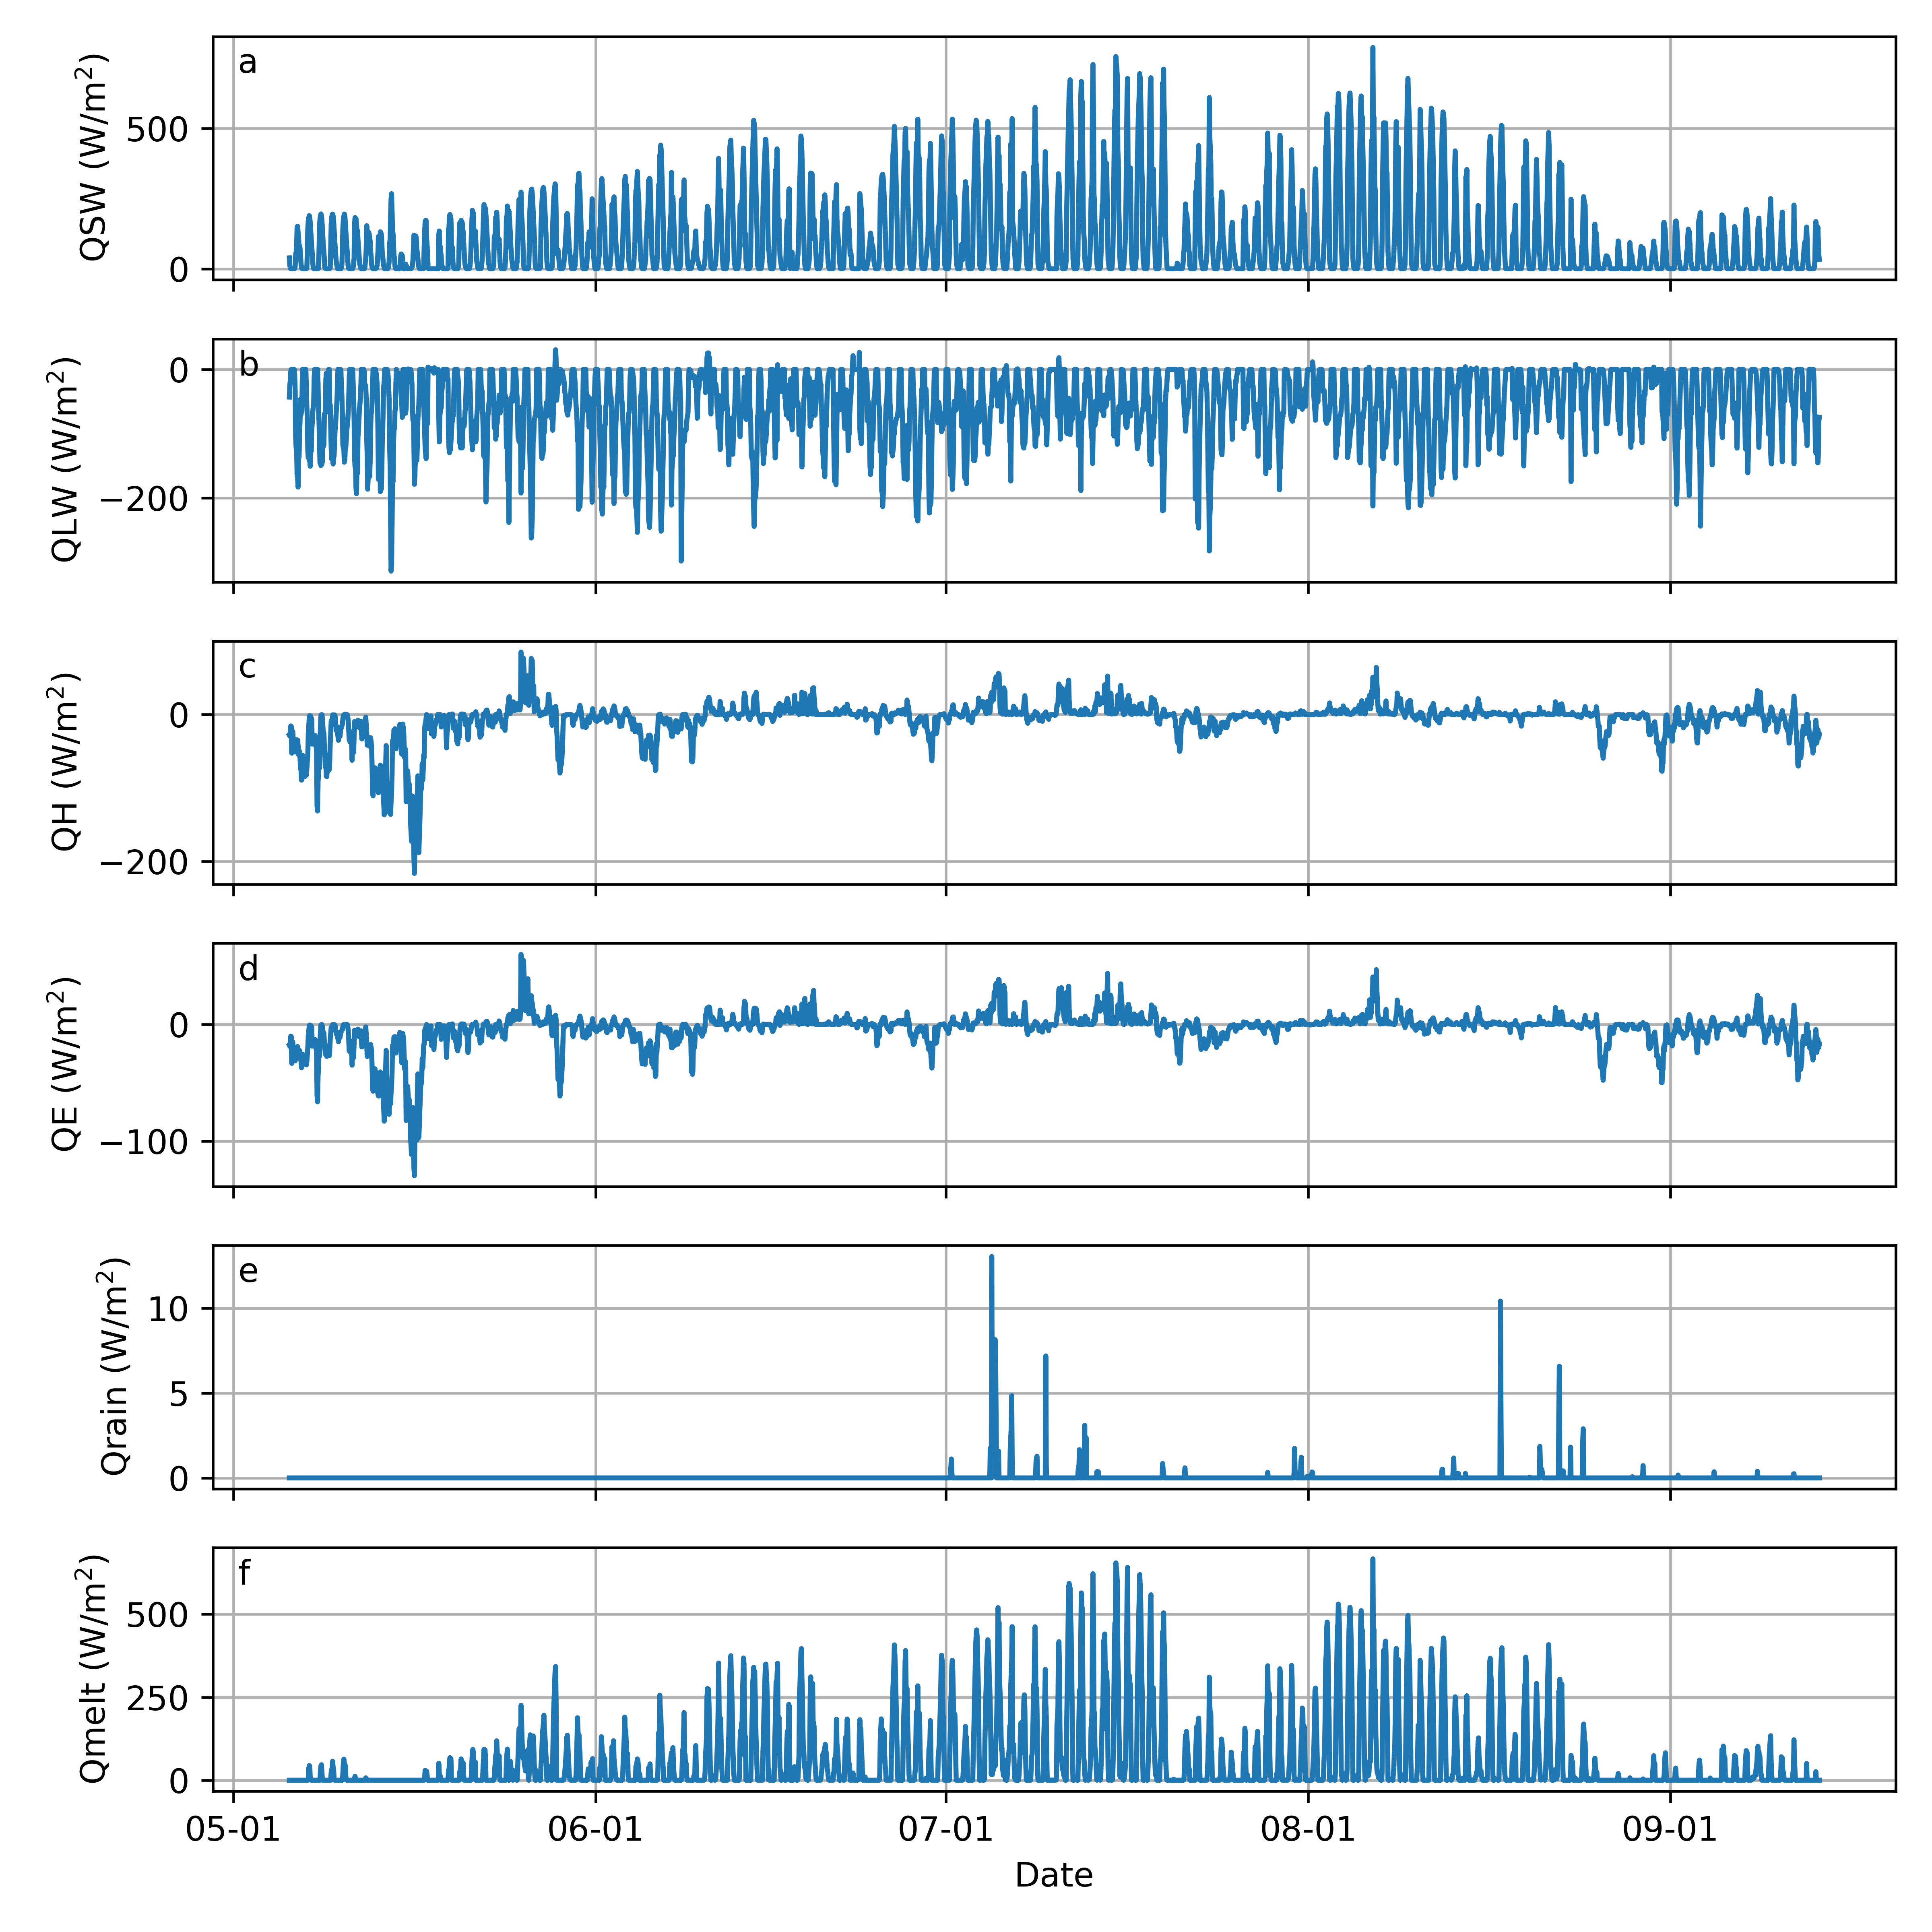 a
QSW (W/m²)
500
0
b
QLW (W/m²)
0
−200
c
QH (W/m²)
0
−200
d
QE (W/m²)
0
−100
e
Qrain (W/m²)
10
5
0
f
Qmelt (W/m²)
500
250
0
05-01 06-01 07-01 08-01 09-01
Date